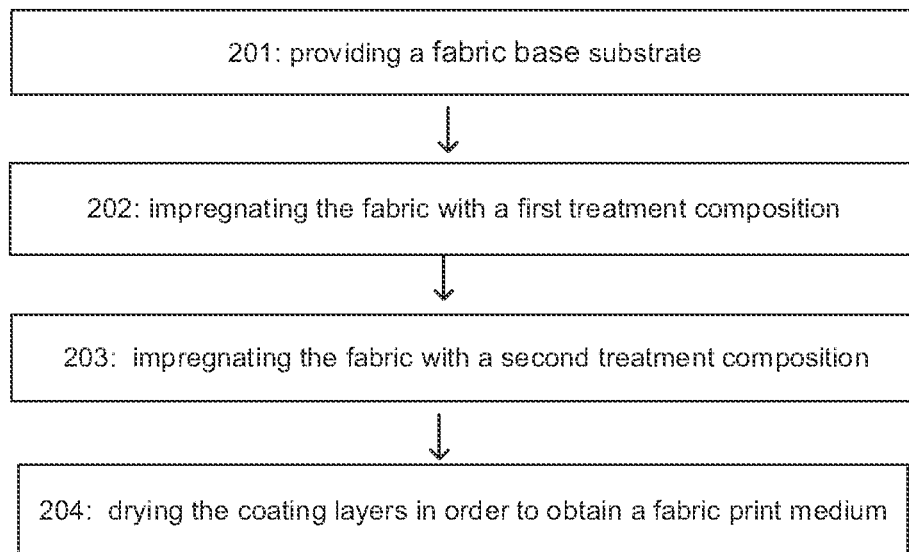 201: providing a fabric base substrate
202: impregnating the fabric with a first treatment composition
203: impregnating the fabric with a second treatment composition
204: drying the coating layers in order to obtain a fabric print medium